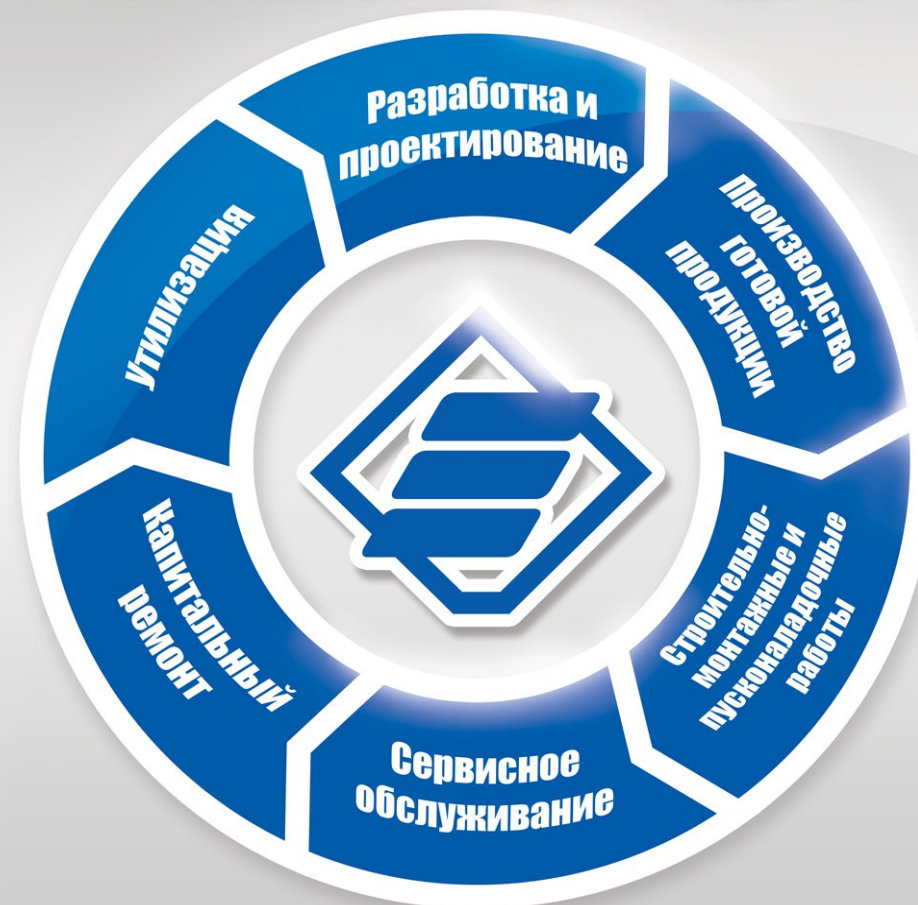 Разработка и
проектирование
Производство
готовой
продукции
Строительно-
монтажные и
пусконаладочные
работы
Сервисное
обслуживание
Капитальный
ремонт
Утилизация